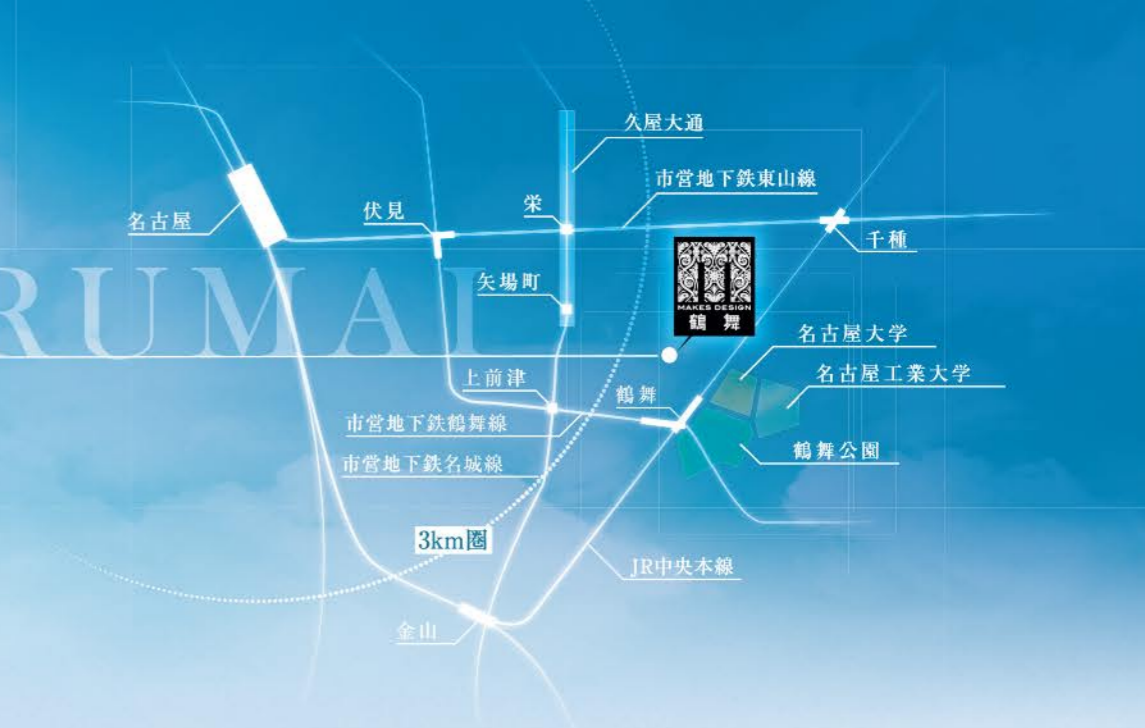 久屋大通
市営地下鉄東山線
栄
伏見
名古屋
千種
矢場町
MAKES DESIGN
鶴舞
RUMAI
名古屋大学
名古屋工業大学
上前津
鶴舞
市営地下鉄鶴舞線
鶴舞公園
市営地下鉄名城線
3km圏
JR中央本線
金山